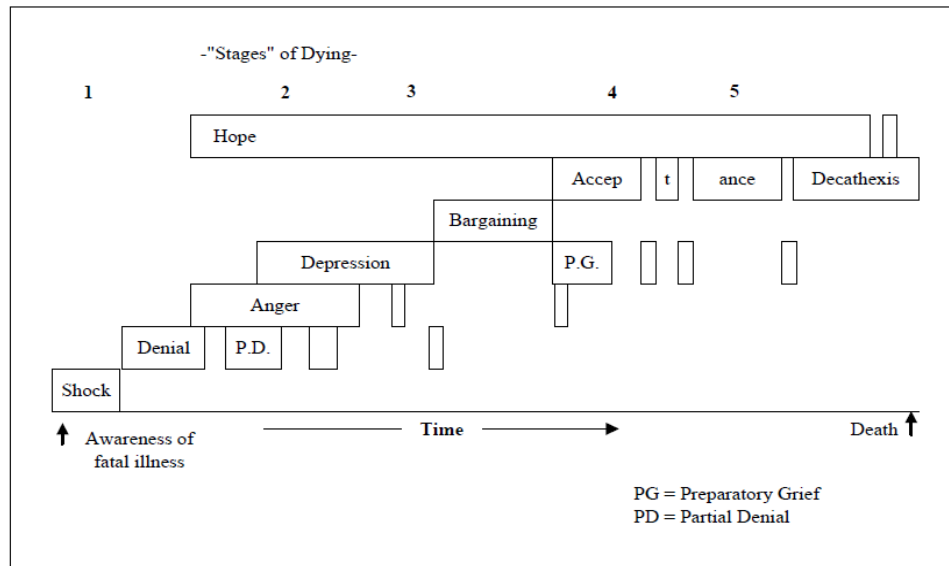 -"Stages" of Dying-
1 2 3 4 5
Hope
Accep t ance Decathexis
Bargaining
Depression P.G.
Anger
Denial P.D.
Shock
Awareness of fatal illness
Time
Death
PG = Preparatory Grief
PD = Partial Denial